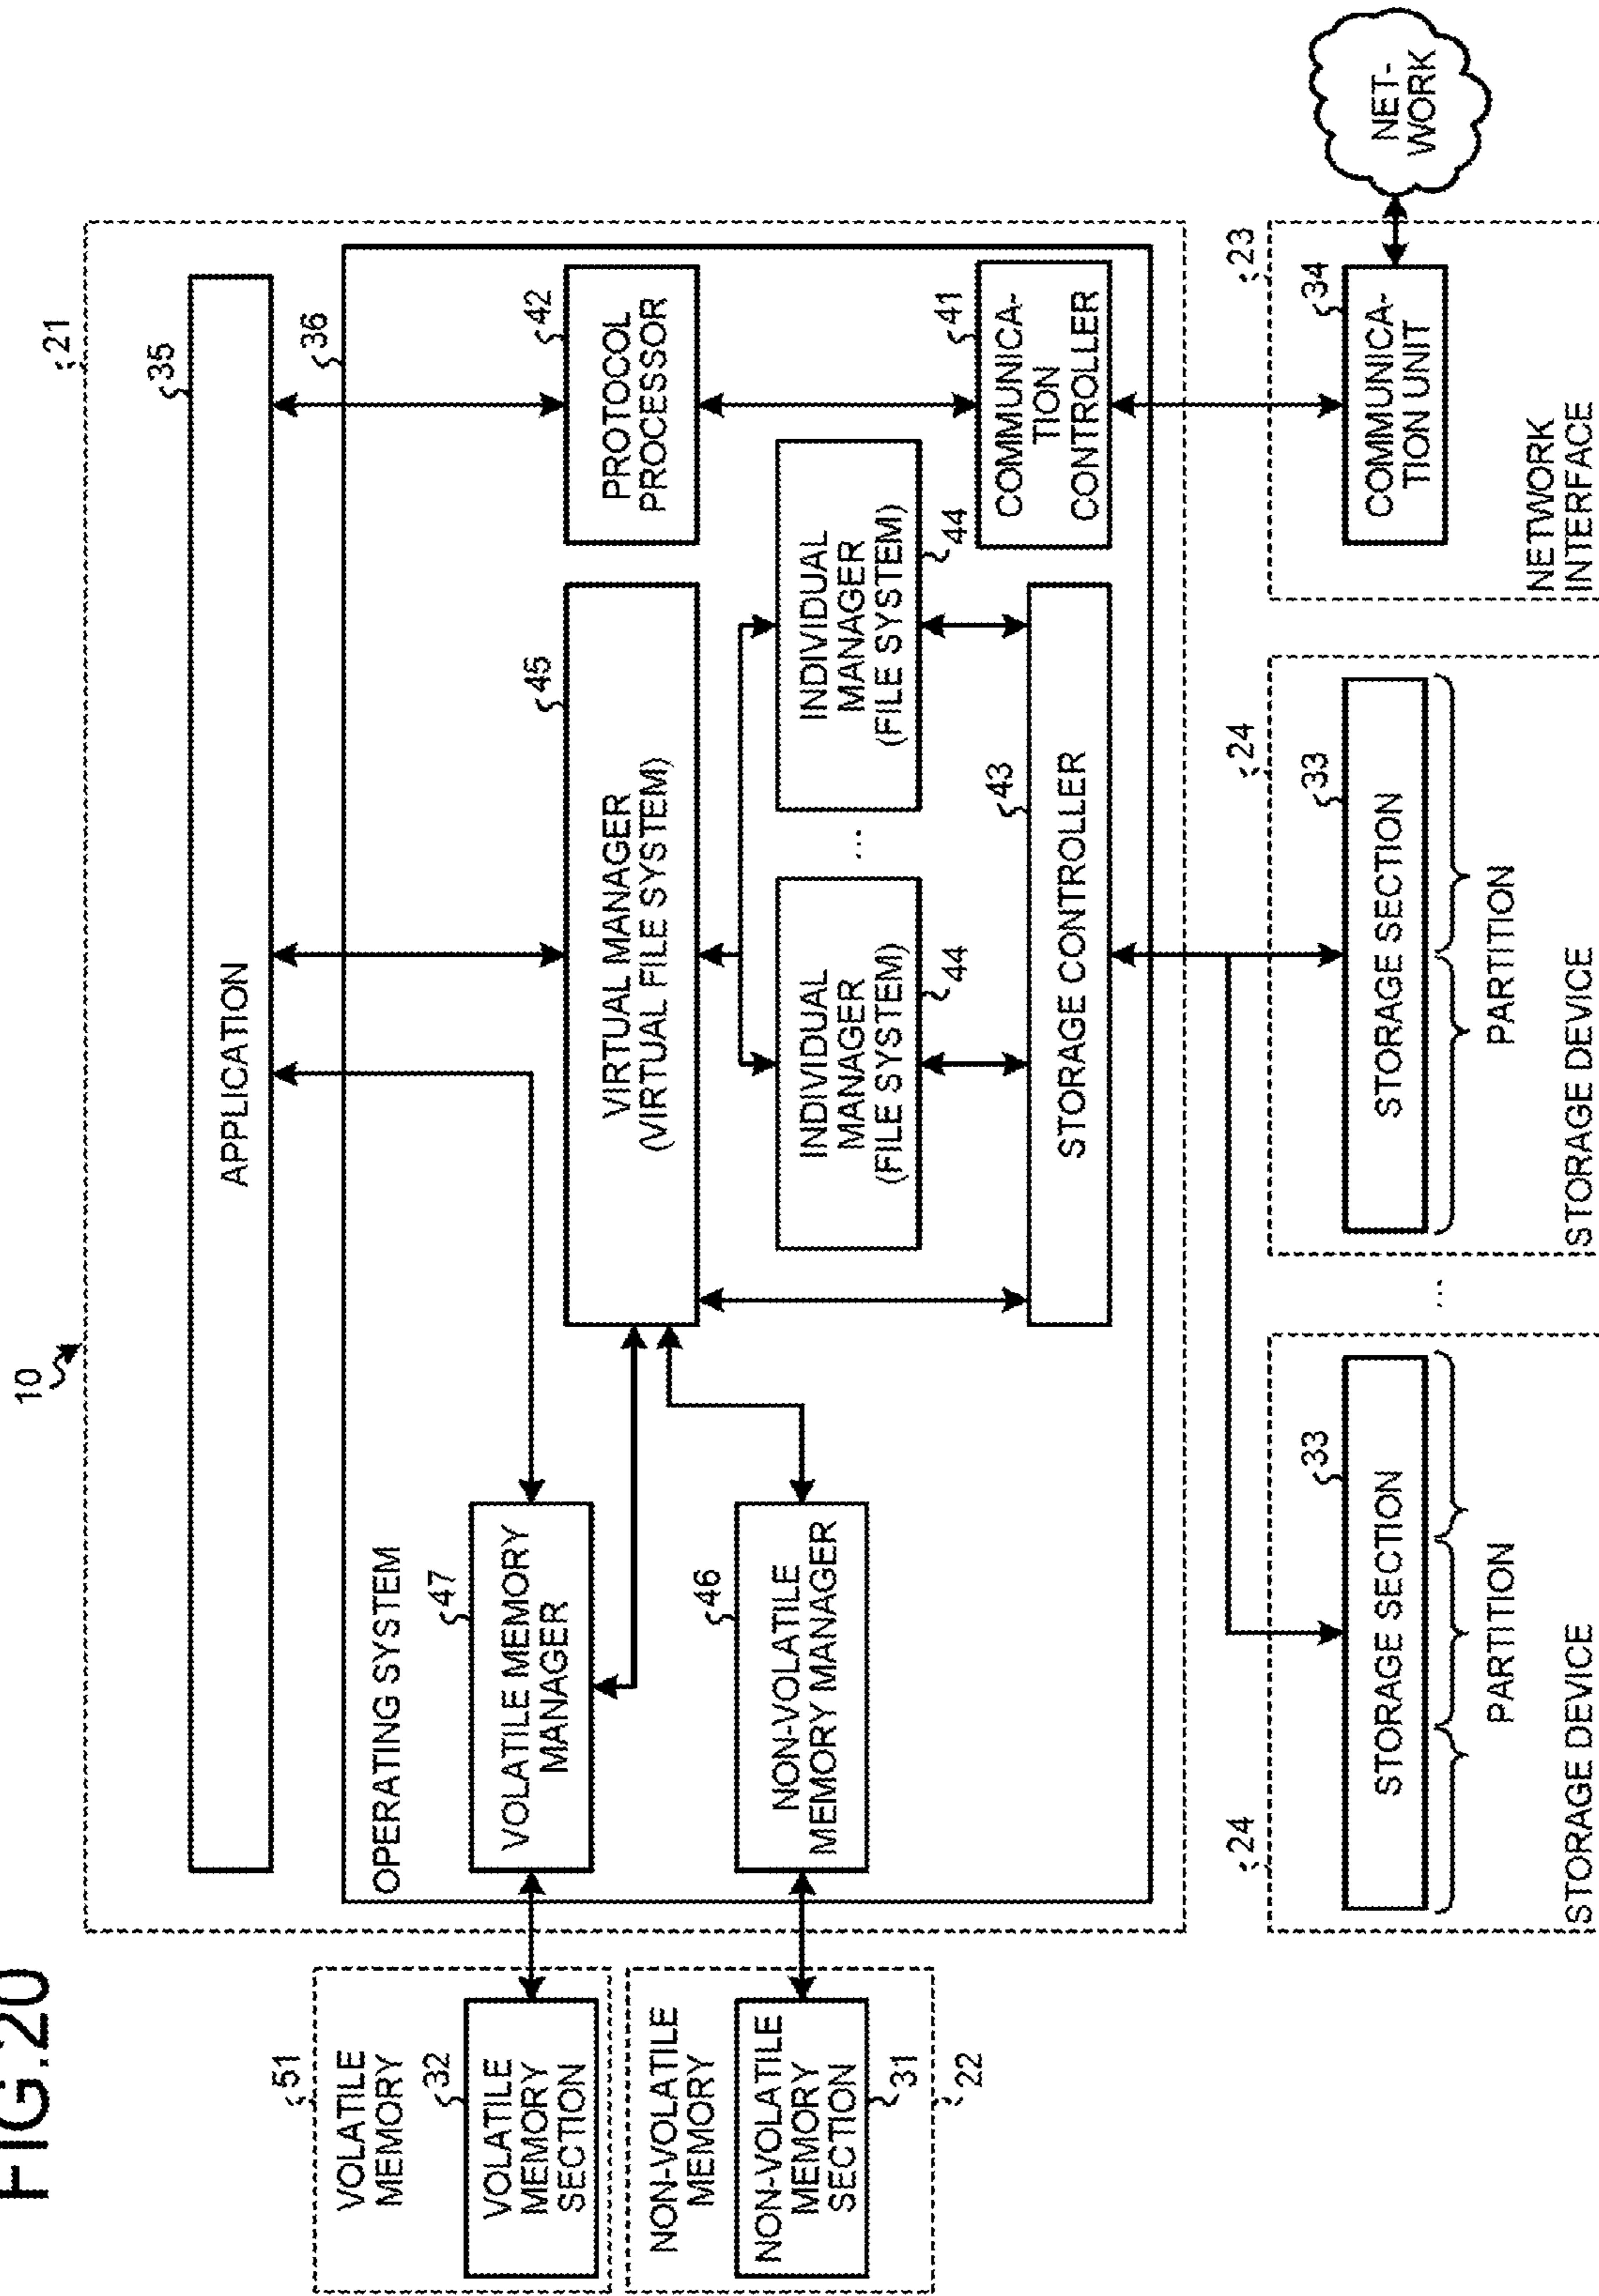 FIG.20
10
21
35
APPLICATION
36
OPERATING SYSTEM
51
VOLATILE
MEMORY
32
VOLATILE
MEMORY
SECTION
47
VOLATILE MEMORY
MANAGER
45
VIRTUAL MANAGER
(VIRTUAL FILE SYSTEM)
42
PROTOCOL
PROCESSOR
NON-VOLATILE
MEMORY
NON-VOLATILE
MEMORY
SECTION
31
22
46
NON-VOLATILE
MEMORY MANAGER
INDIVIDUAL
MANAGER
(FILE SYSTEM)
44
...
INDIVIDUAL
MANAGER
(FILE SYSTEM)
44
43
STORAGE CONTROLLER
41
COMMUNICA-
TION
CONTROLLER
24
33
STORAGE SECTION
PARTITION
STORAGE DEVICE
...
24
33
STORAGE SECTION
PARTITION
STORAGE DEVICE
23
34
COMMUNICA-
TION UNIT
NETWORK
INTERFACE
NET-
WORK